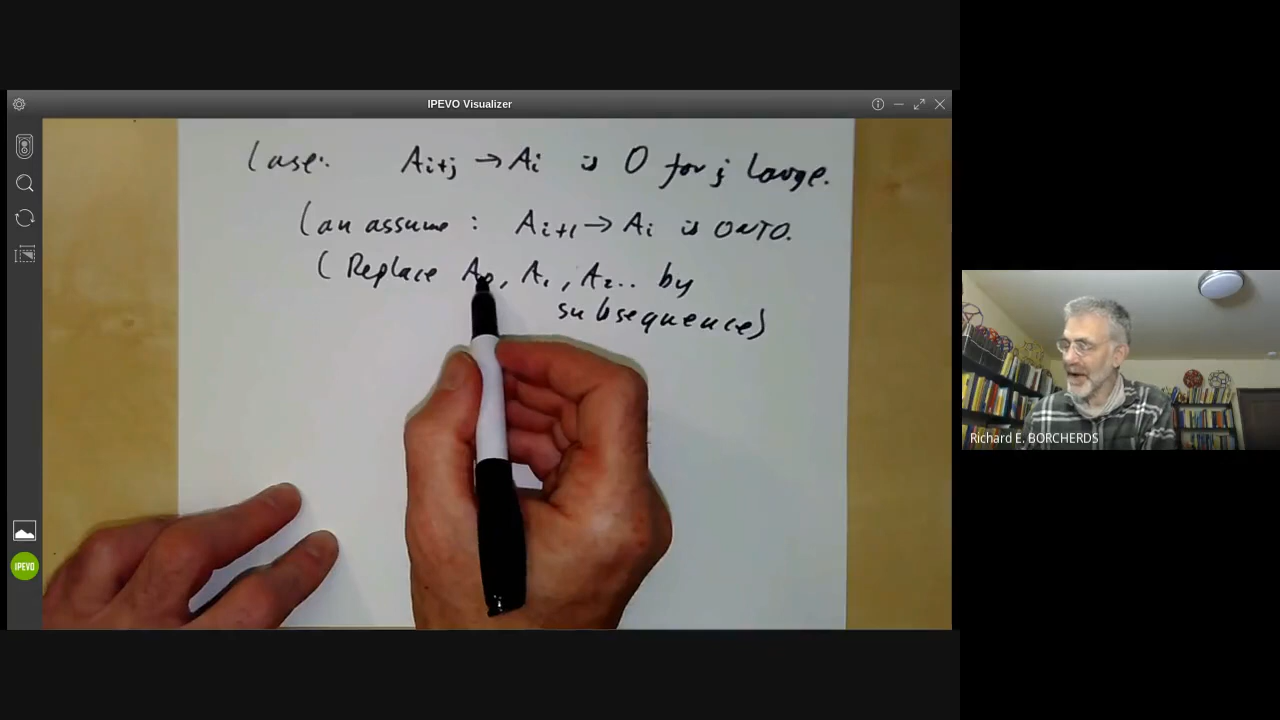 IPEVO Visualizer
Case: A_{i+j} → A_i is 0 for j large.
Can assume : A_{i+1} → A_i is ONTO.
(Replace A_0, A_1, A_2.. by
subsequence)
IPEVO
Richard E. BORCHERDS